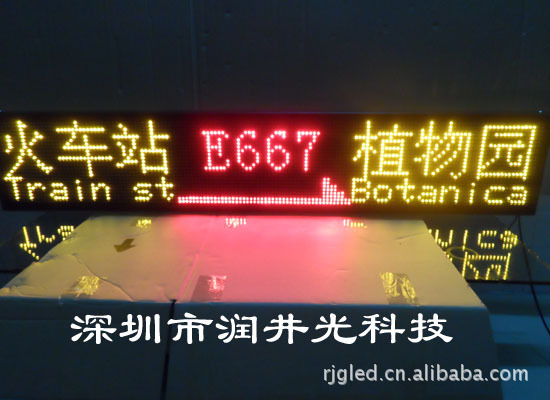 火车站 E667 植物园
Train st Botanica
深圳市润井光科技
rjgled.cn.alibaba.com